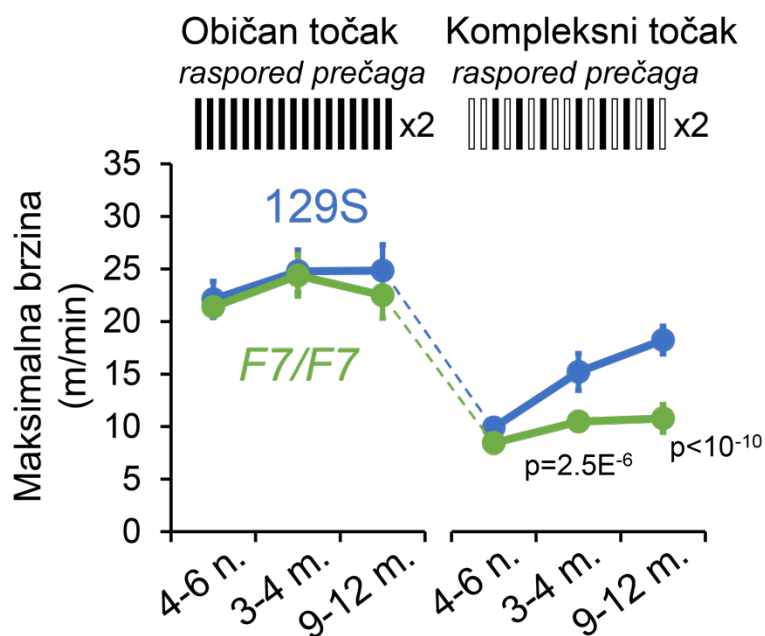 Običan točak
raspored prečaga
x2
Kompleksni točak
raspored prečaga
x2
Maksimalna brzina
(m/min)
35
30
25
20
15
10
5
0
129S
F7/F7
p=2.5E⁻⁶
p<10⁻¹⁰
4-6 n.
3-4 m.
9-12 m.
4-6 n.
3-4 m.
9-12 m.